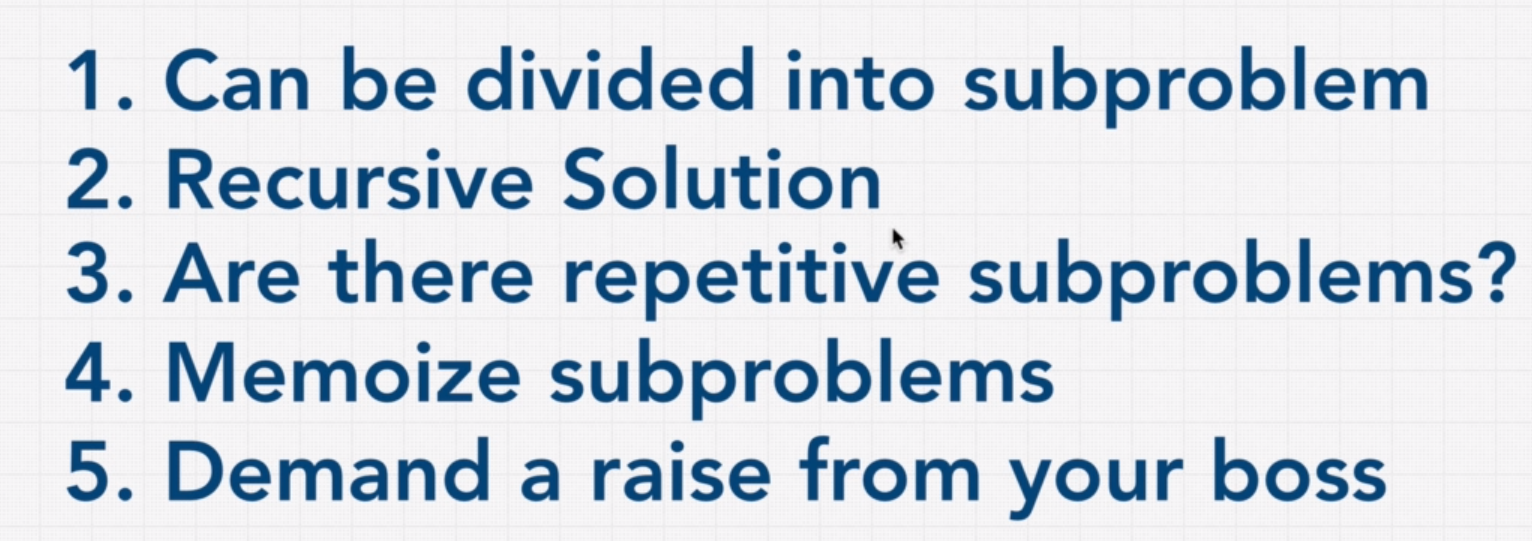 1. Can be divided into subproblem
2. Recursive Solution
3. Are there repetitive subproblems?
4. Memoize subproblems
5. Demand a raise from your boss